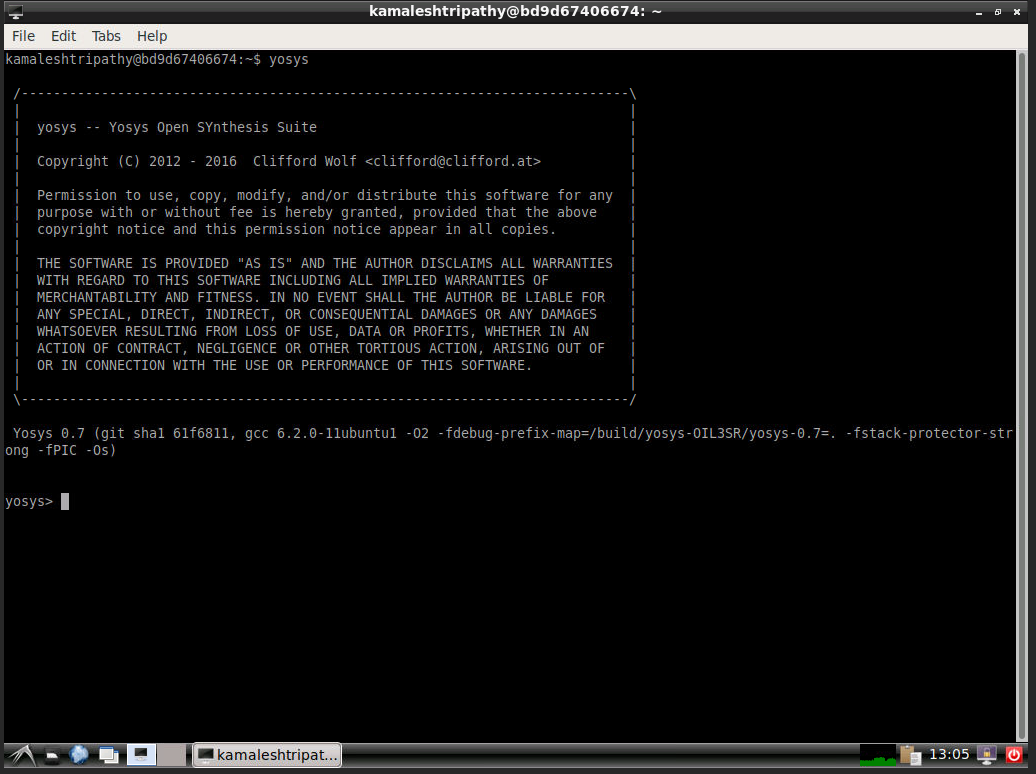 kamaleshtripathy@bd9d67406674: ~
File Edit Tabs Help
kamaleshtripathy@bd9d67406674:~$ yosys
/----------------------------------------------------------------------------\
yosys -- Yosys Open SYnthesis Suite
Copyright (C) 2012 - 2016  Clifford Wolf <clifford@clifford.at>
Permission to use, copy, modify, and/or distribute this software for any
purpose with or without fee is hereby granted, provided that the above
copyright notice and this permission notice appear in all copies.
THE SOFTWARE IS PROVIDED "AS IS" AND THE AUTHOR DISCLAIMS ALL WARRANTIES
WITH REGARD TO THIS SOFTWARE INCLUDING ALL IMPLIED WARRANTIES OF
MERCHANTABILITY AND FITNESS. IN NO EVENT SHALL THE AUTHOR BE LIABLE FOR
ANY SPECIAL, DIRECT, INDIRECT, OR CONSEQUENTIAL DAMAGES OR ANY DAMAGES
WHATSOEVER RESULTING FROM LOSS OF USE, DATA OR PROFITS, WHETHER IN AN
ACTION OF CONTRACT, NEGLIGENCE OR OTHER TORTIOUS ACTION, ARISING OUT OF
OR IN CONNECTION WITH THE USE OR PERFORMANCE OF THIS SOFTWARE.
\----------------------------------------------------------------------------/
Yosys 0.7 (git sha1 61f6811, gcc 6.2.0-11ubuntu1 -O2 -fdebug-prefix-map=/build/yosys-OIL3SR/yosys-0.7=. -fstack-protector-str
ong -fPIC -Os)
yosys>
kamaleshtripat...
13:05